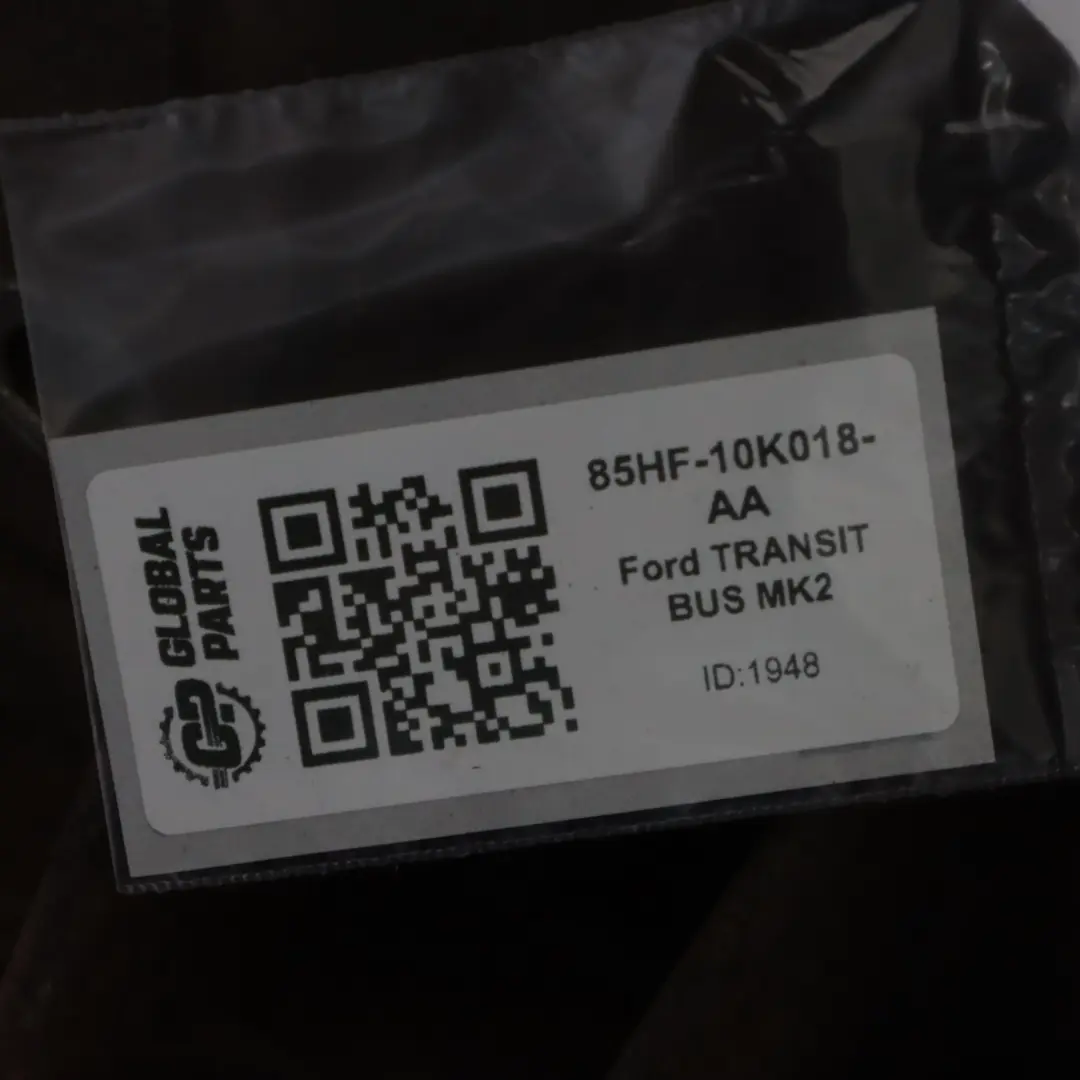 GLOBAL
PARTS
85HF-10K018-
AA
Ford TRANSIT
BUS MK2
ID:1948